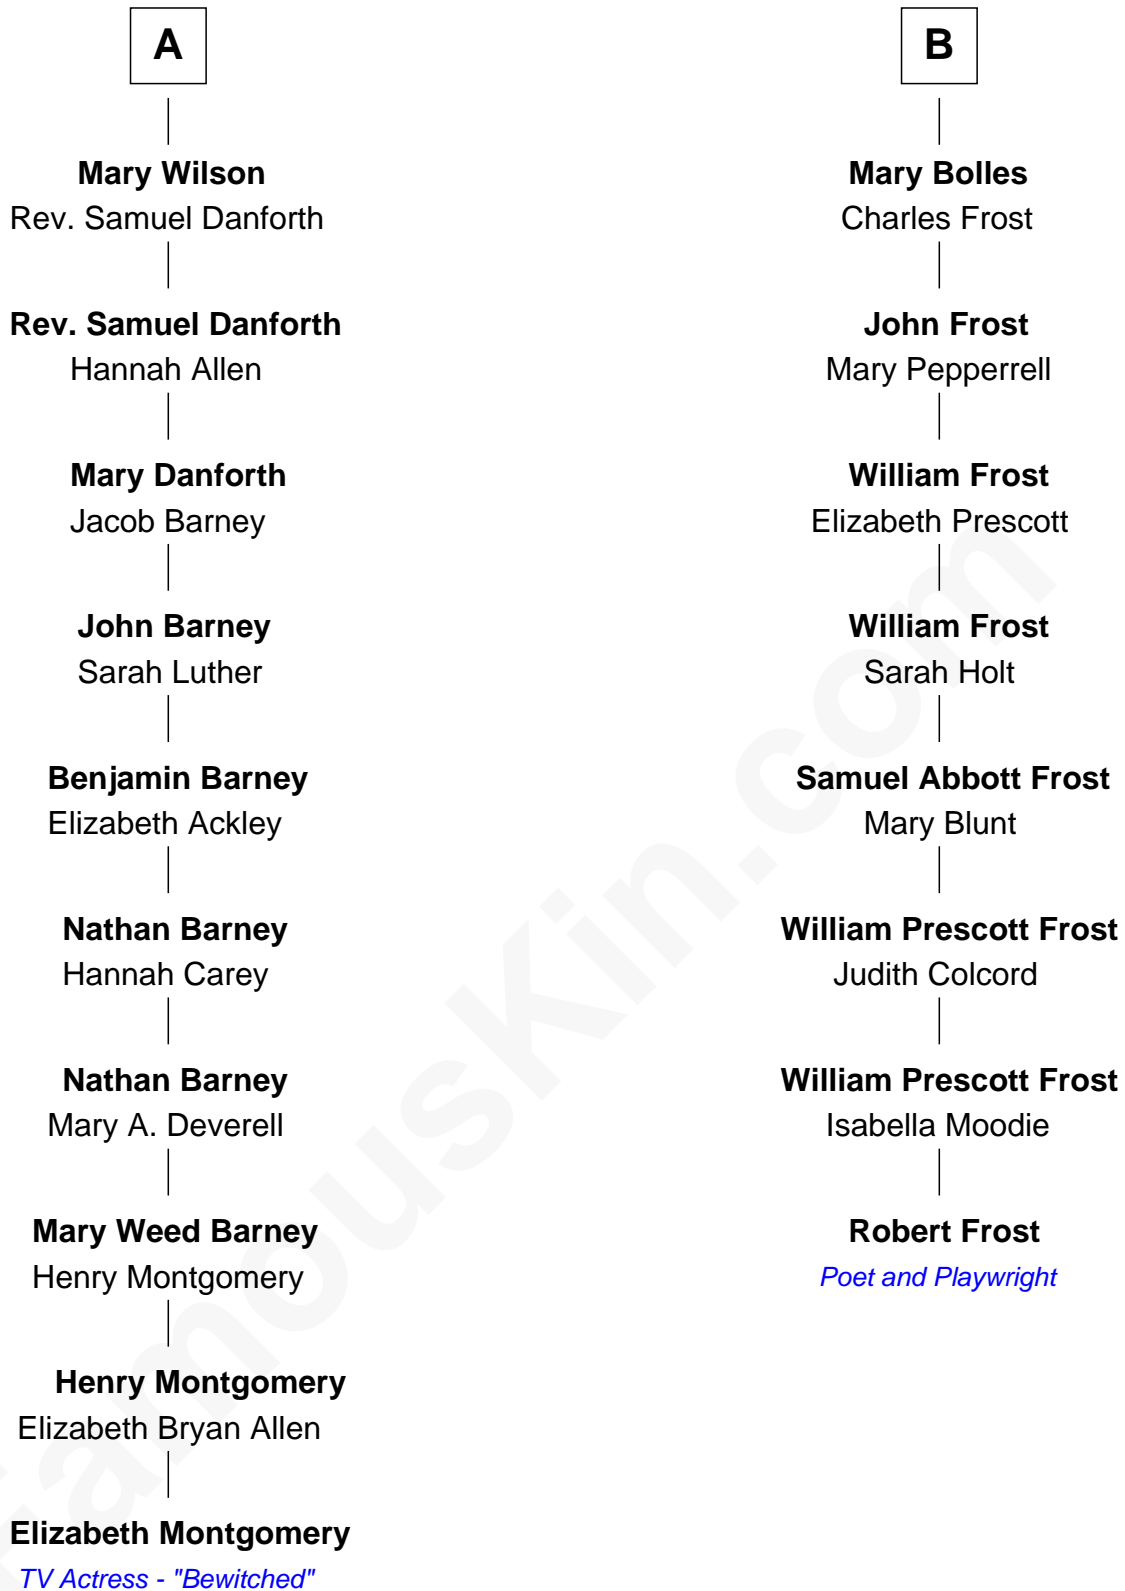 A
Mary Wilson
Rev. Samuel Danforth
Rev. Samuel Danforth
Hannah Allen
Mary Danforth
Jacob Barney
John Barney
Sarah Luther
Benjamin Barney
Elizabeth Ackley
Nathan Barney
Hannah Carey
Nathan Barney
Mary A. Deverell
Mary Weed Barney
Henry Montgomery
Henry Montgomery
Elizabeth Bryan Allen
Elizabeth Montgomery
TV Actress - "Bewitched"
B
Mary Bolles
Charles Frost
John Frost
Mary Pepperrell
William Frost
Elizabeth Prescott
William Frost
Sarah Holt
Samuel Abbott Frost
Mary Blunt
William Prescott Frost
Judith Colcord
William Prescott Frost
Isabella Moodie
Robert Frost
Poet and Playwright
FamousKin.com